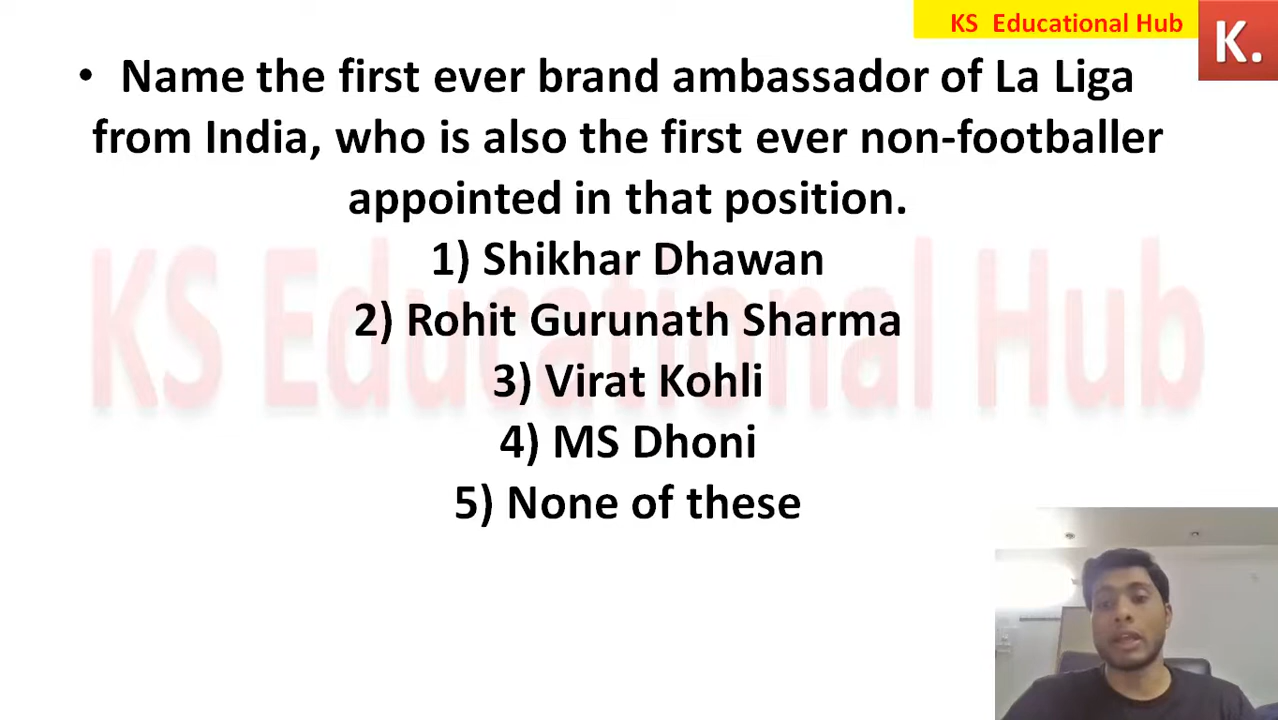 KS Educational Hub
K.
• Name the first ever brand ambassador of La Liga
from India, who is also the first ever non-footballer
appointed in that position.
1) Shikhar Dhawan
2) Rohit Gurunath Sharma
3) Virat Kohli
4) MS Dhoni
5) None of these
KS Educational Hub